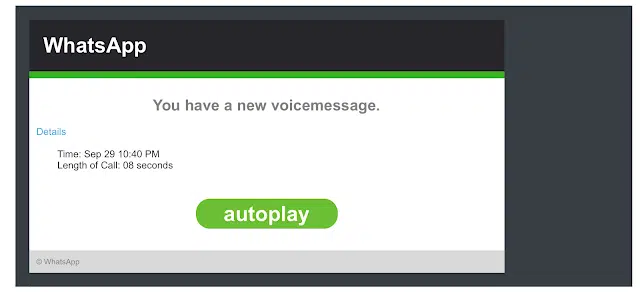 WhatsApp
You have a new voicemessage.
Details
Time: Sep 29 10:40 PM
Length of Call: 08 seconds
autoplay
© WhatsApp